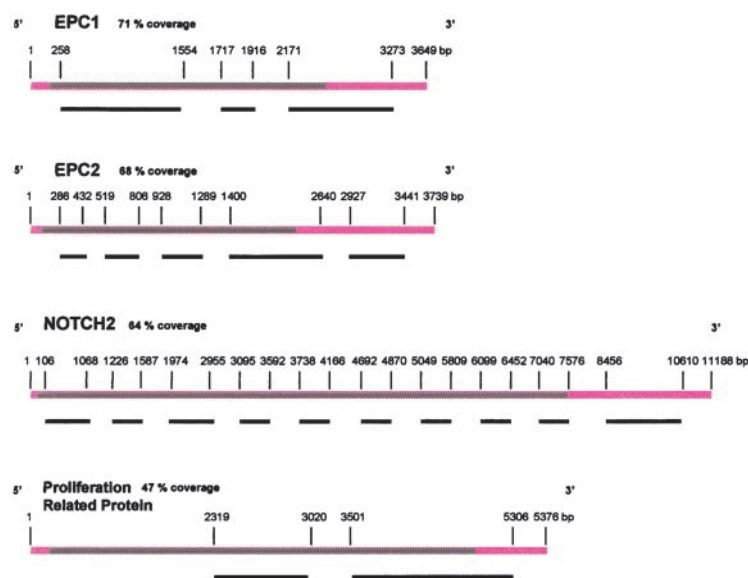 5' EPC1 71 % coverage 3'
1 258 1554 1717 1916 2171 3273 3649 bp
5' EPC2 68 % coverage 3'
1 286 432 519 806 928 1289 1400 2640 2927 3441 3739 bp
5' NOTCH2 64 % coverage 3'
1 106 1068 1226 1587 1974 2955 3095 3592 3738 4166 4692 4870 5049 5809 6099 6452 7040 7576 8456 10610 11188 bp
5' Proliferation 47 % coverage 3'
Related Protein
1 2319 3020 3501 5306 5376 bp